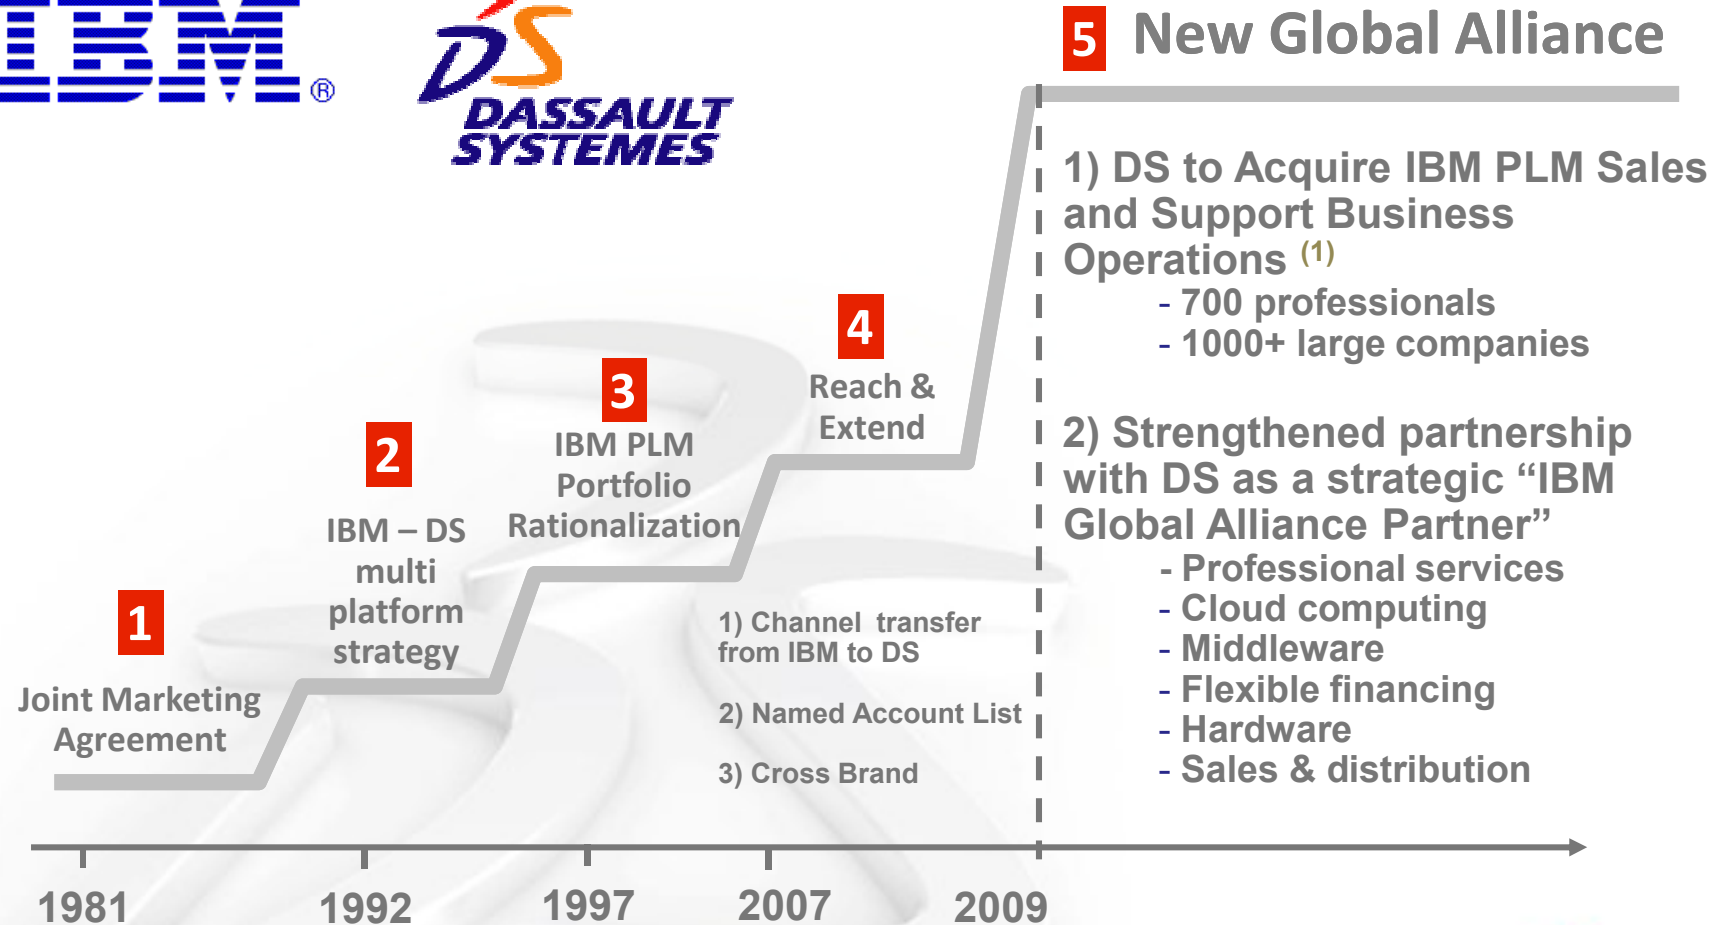 IBM®
DS
DASSAULT
SYSTEMES
5 New Global Alliance
1) DS to Acquire IBM PLM Sales
and Support Business
Operations (1)
- 700 professionals
- 1000+ large companies
2) Strengthened partnership
with DS as a strategic “IBM
Global Alliance Partner”
- Professional services
- Cloud computing
- Middleware
- Flexible financing
- Hardware
- Sales & distribution
4
Reach &
Extend
3
IBM PLM
Portfolio
Rationalization
2
IBM – DS
multi
platform
strategy
1
Joint Marketing
Agreement
1) Channel transfer
from IBM to DS
2) Named Account List
3) Cross Brand
1981 1992 1997 2007 2009